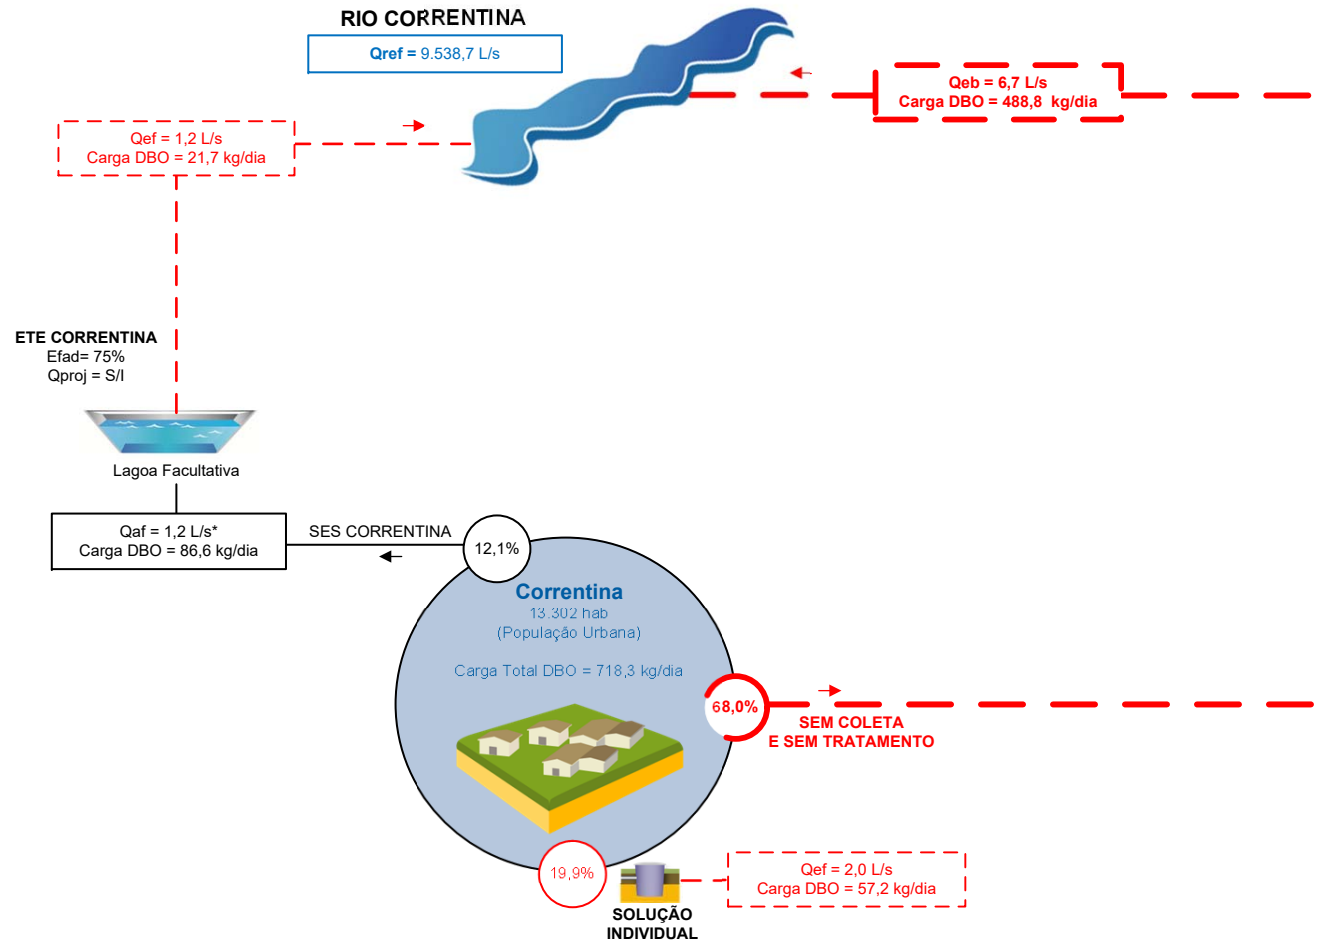 RIO CORRENTINA
Qref = 9.538,7 L/s
Qeb = 6,7 L/s
Carga DBO = 488,8 kg/dia
Qef = 1,2 L/s
Carga DBO = 21,7 kg/dia
ETE CORRENTINA
Efad= 75%
Qproj = S/I
Lagoa Facultativa
Qaf = 1,2 L/s*
Carga DBO = 86,6 kg/dia
SES CORRENTINA
12,1%
Correntina
13.302 hab
(População Urbana)
Carga Total DBO = 718,3 kg/dia
68,0%
SEM COLETA
E SEM TRATAMENTO
19,9%
SOLUÇÃO
INDIVIDUAL
Qef = 2,0 L/s
Carga DBO = 57,2 kg/dia